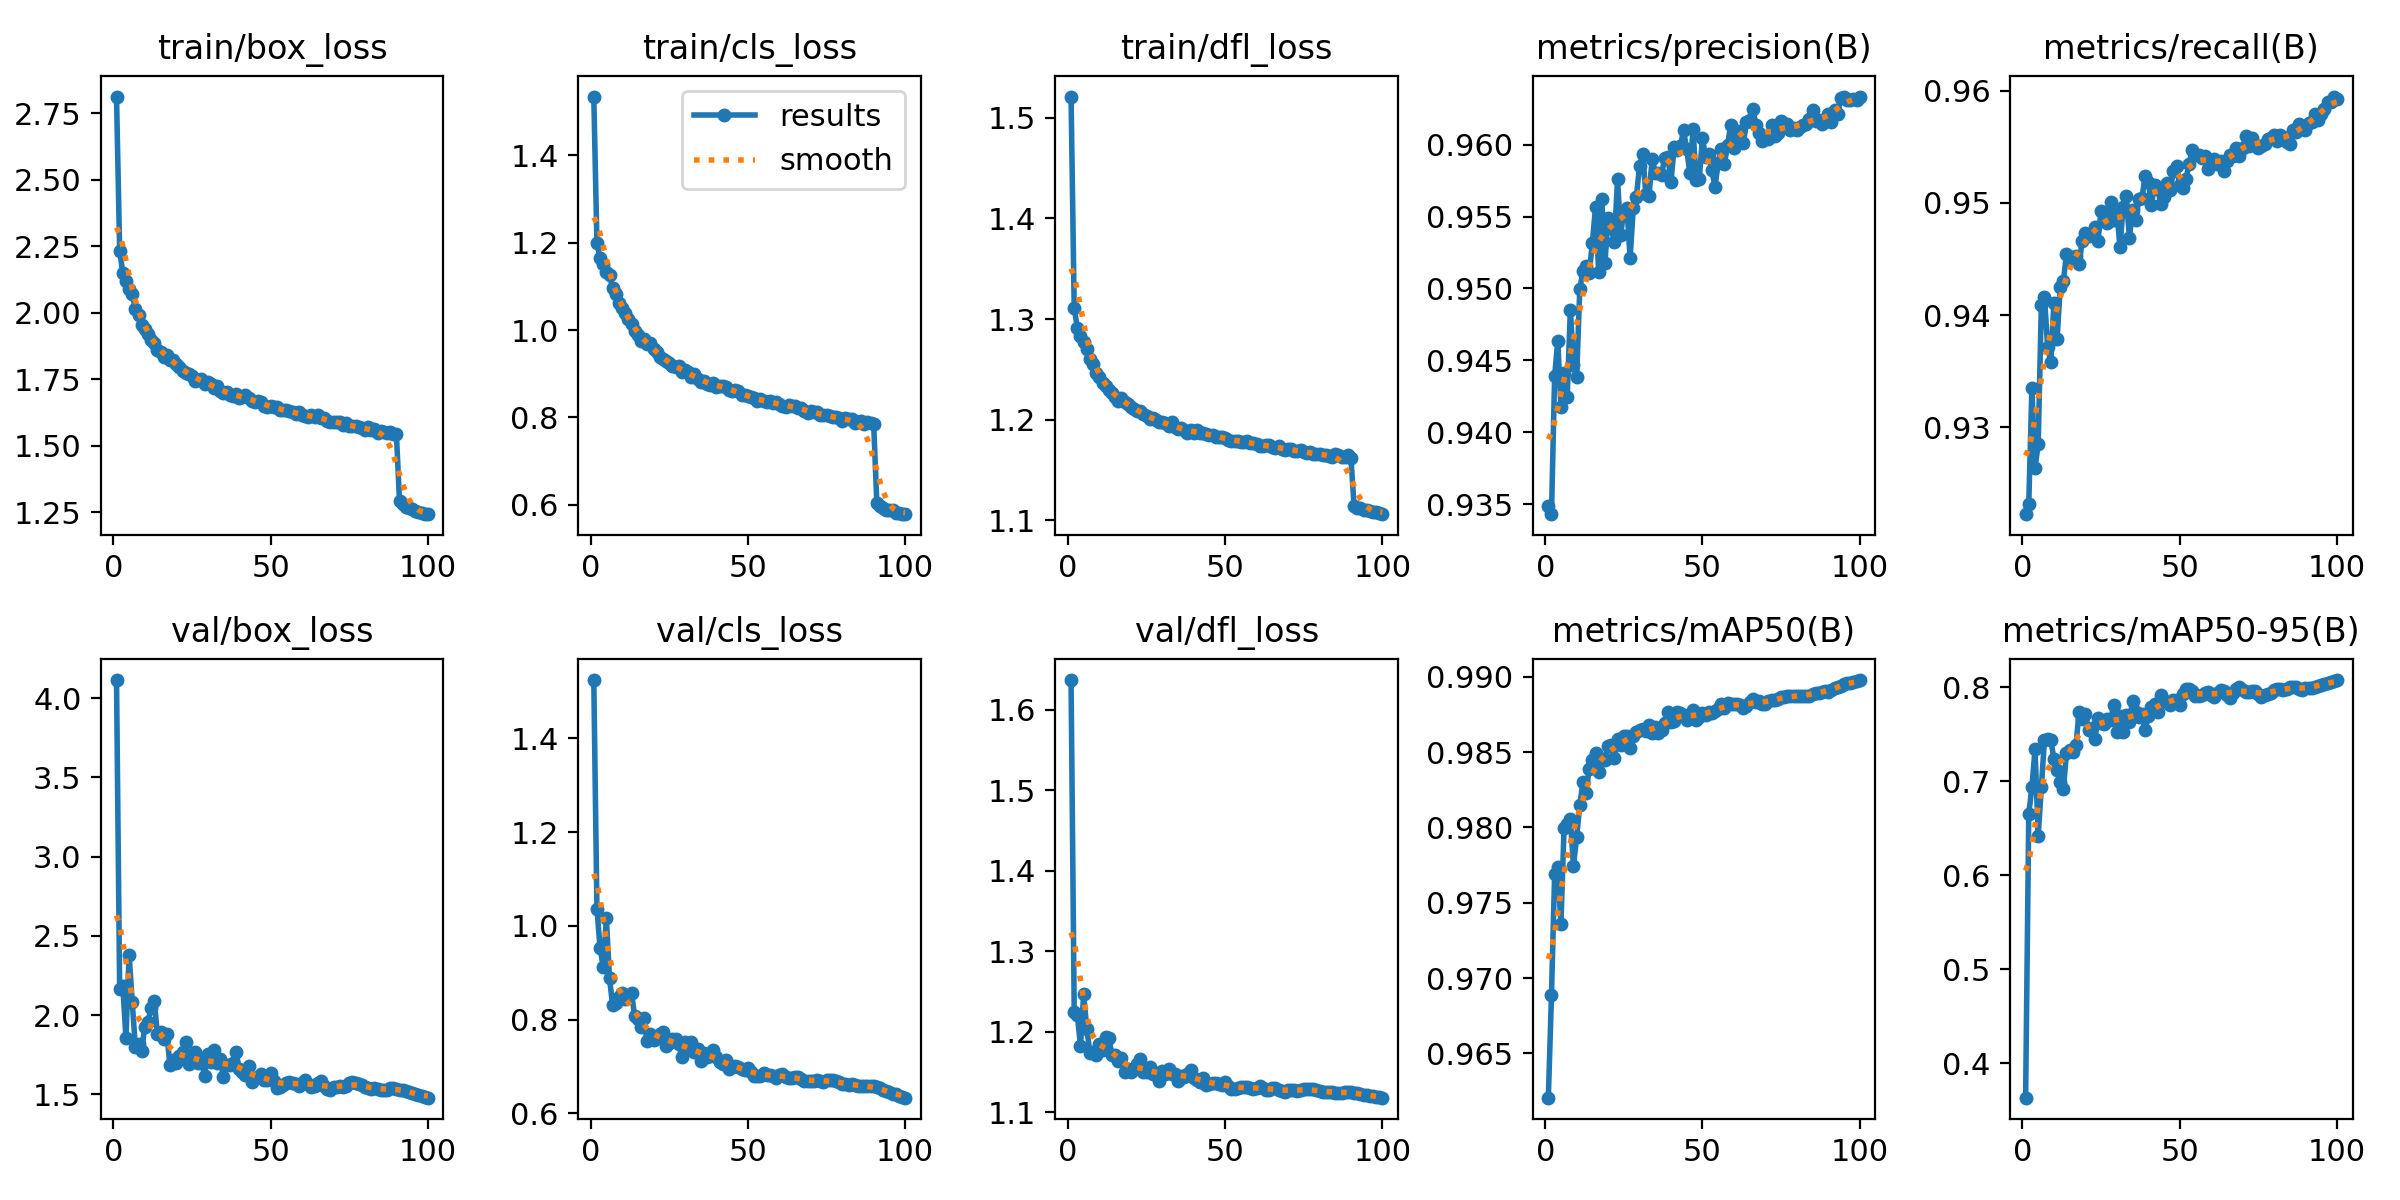 train/box_loss
2.75
2.50
2.25
2.00
1.75
1.50
1.25
0 50 100
train/cls_loss
results
smooth
1.4
1.2
1.0
0.8
0.6
0 50 100
train/dfl_loss
1.5
1.4
1.3
1.2
1.1
0 50 100
metrics/precision(B)
0.960
0.955
0.950
0.945
0.940
0.935
0 50 100
metrics/recall(B)
0.96
0.95
0.94
0.93
0 50 100
val/box_loss
4.0
3.5
3.0
2.5
2.0
1.5
0 50 100
val/cls_loss
1.4
1.2
1.0
0.8
0.6
0 50 100
val/dfl_loss
1.6
1.5
1.4
1.3
1.2
1.1
0 50 100
metrics/mAP50(B)
0.990
0.985
0.980
0.975
0.970
0.965
0 50 100
metrics/mAP50-95(B)
0.8
0.7
0.6
0.5
0.4
0 50 100